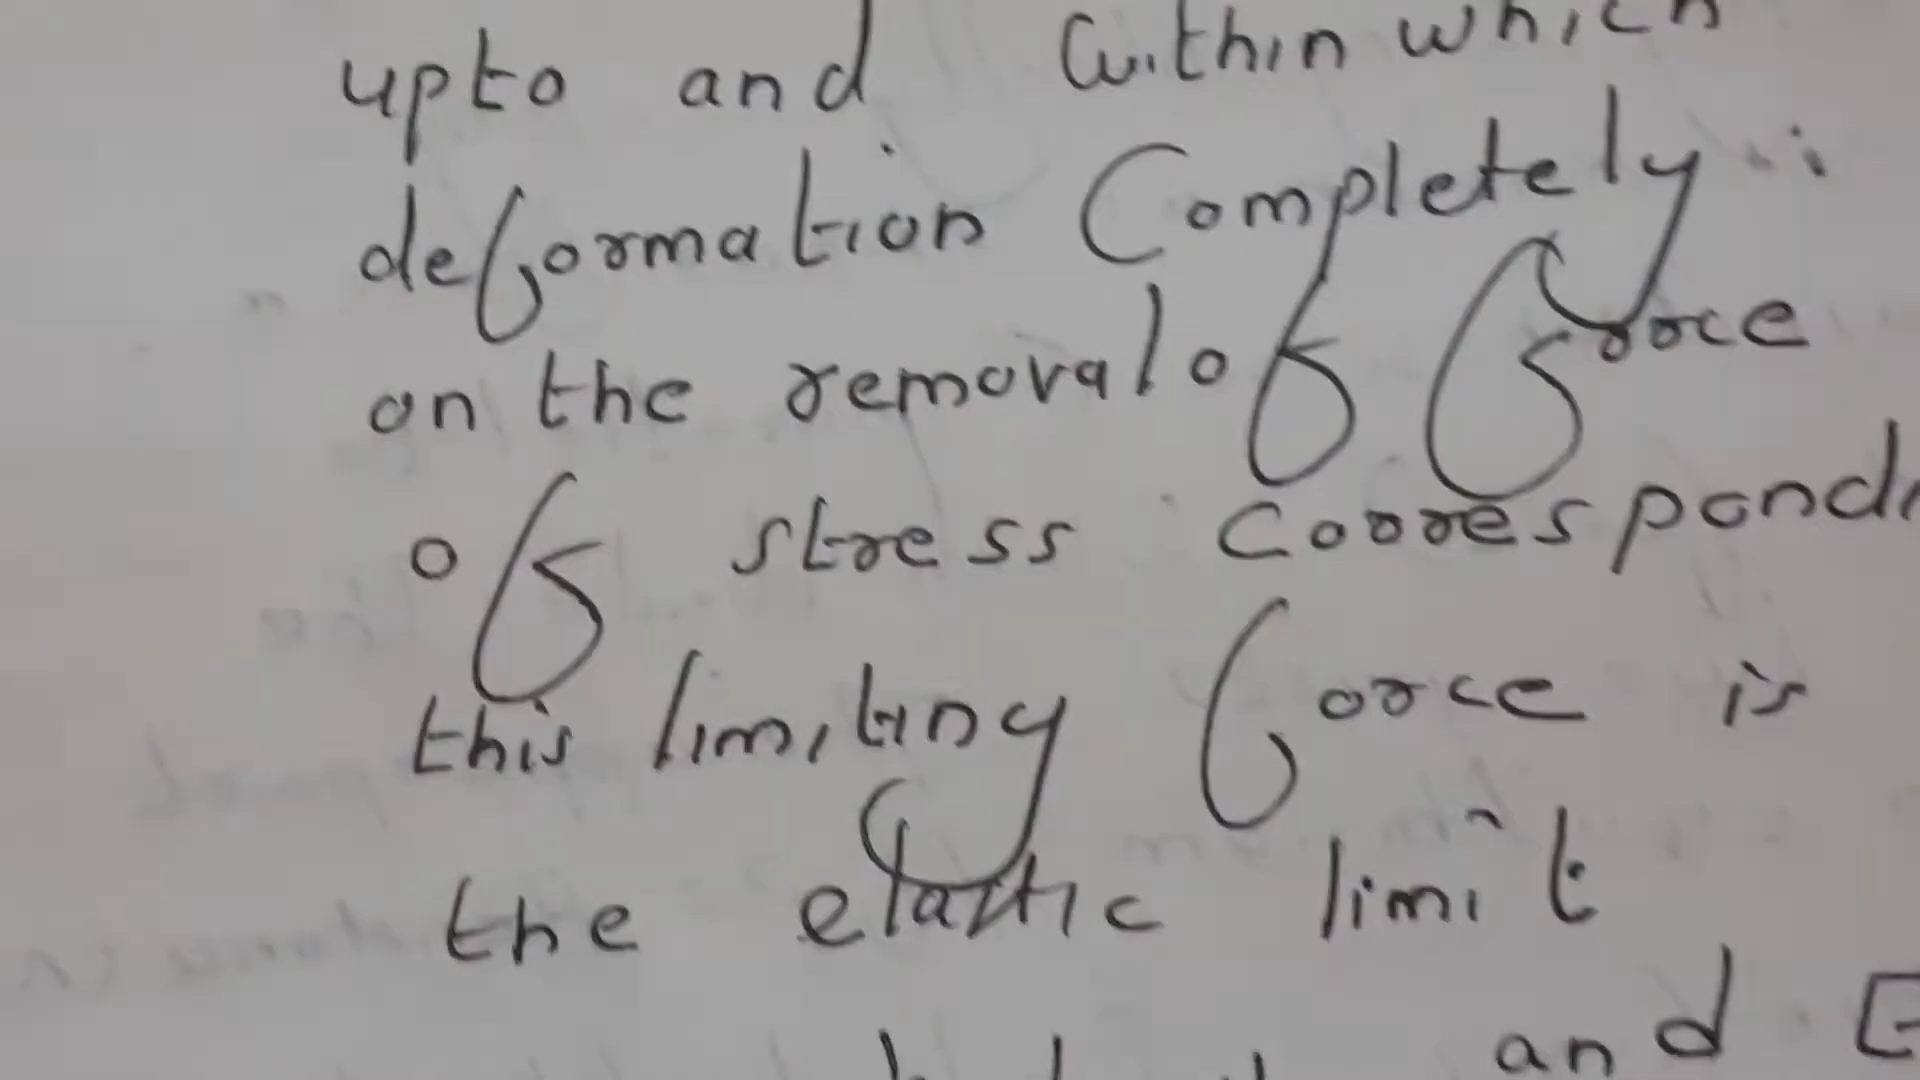 upto and within which
deformation Completely
on the removal of force
of stress Correspond
this limiting force is
the elastic limit
and